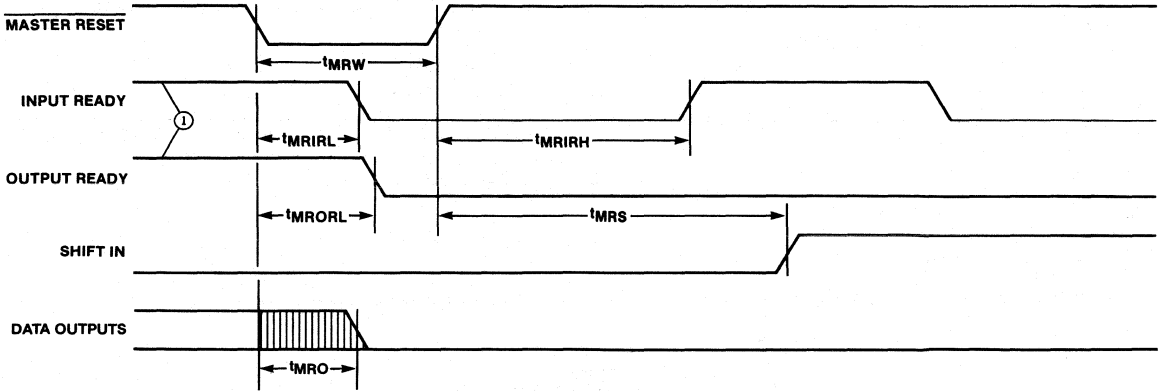 MASTER RESET
tMRW
INPUT READY
1
tMRIRL
tMRIRH
OUTPUT READY
tMRORL
tMRS
SHIFT IN
DATA OUTPUTS
tMRO